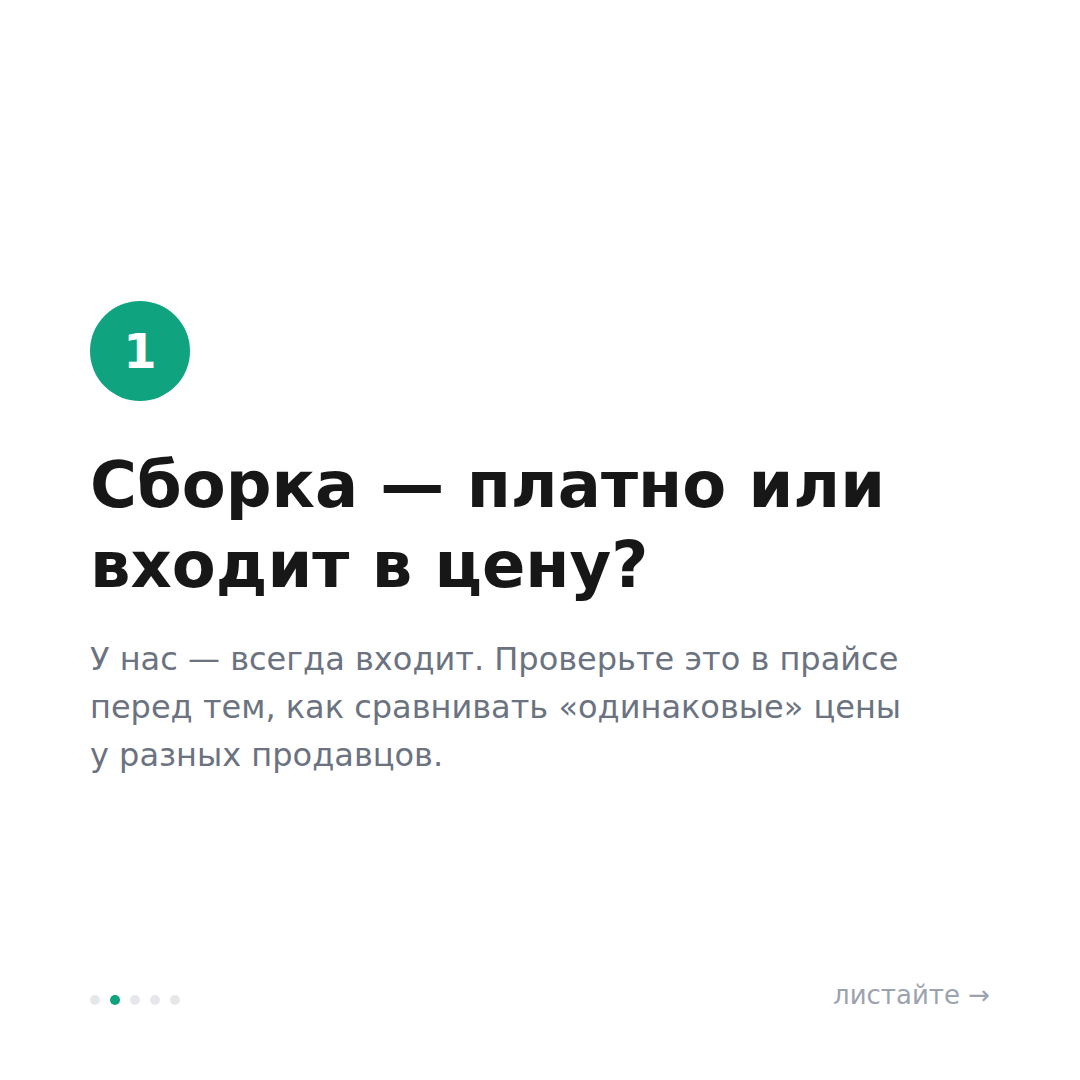 1
Сборка — платно или
входит в цену?
У нас — всегда входит. Проверьте это в прайсе
перед тем, как сравнивать «одинаковые» цены
у разных продавцов.
листайте →